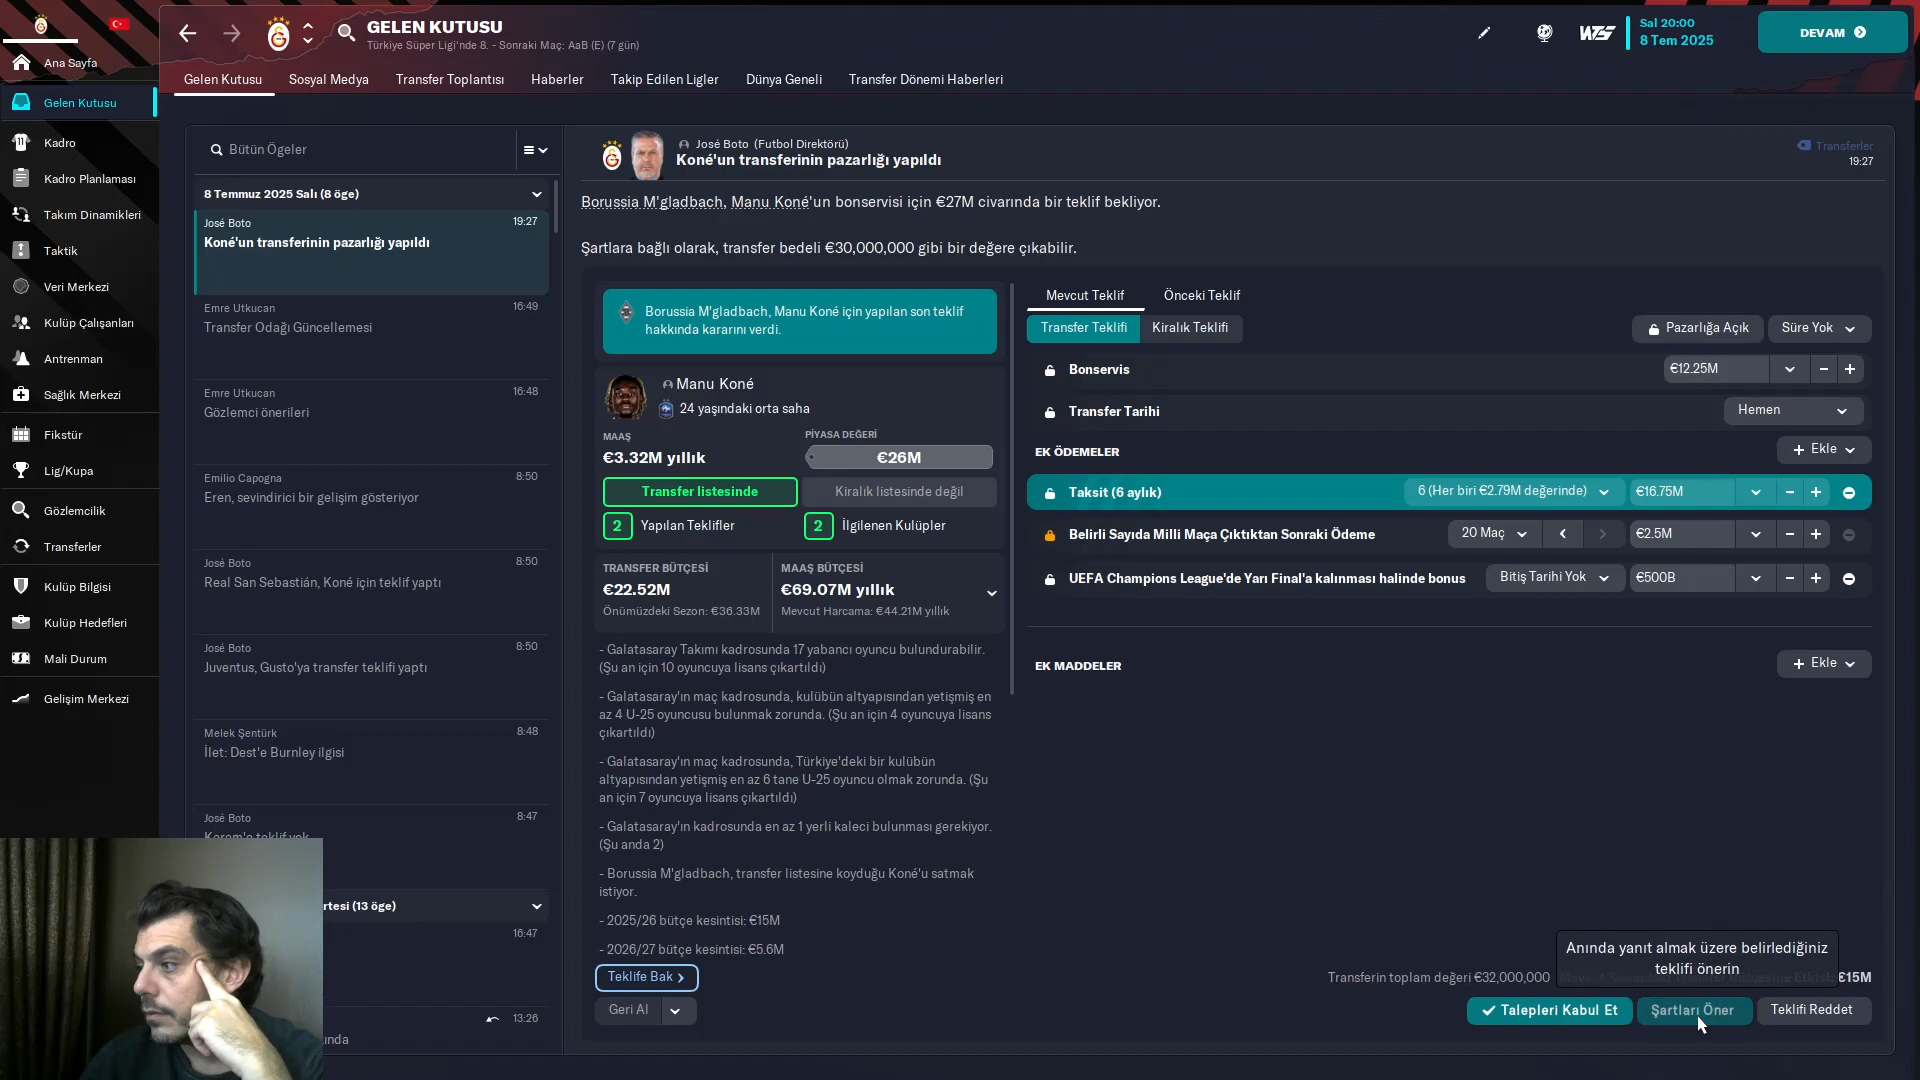 GELEN KUTUSU
Türkiye Süper Ligi'nde 8. - Sonraki Maç: AaB (E) (7 gün)
Sal 20:00
8 Tem 2025
DEVAM
Gelen Kutusu
Sosyal Medya
Transfer Toplantısı
Haberler
Takip Edilen Ligler
Dünya Geneli
Transfer Dönemi Haberleri
Ana Sayfa
Gelen Kutusu
Kadro
Kadro Planlaması
Takım Dinamikleri
Taktik
Veri Merkezi
Kulüp Çalışanları
Antrenman
Sağlık Merkezi
Fikstür
Lig/Kupa
Gözlemcilik
Transferler
Kulüp Bilgisi
Kulüp Hedefleri
Mali Durum
Gelişim Merkezi
Bütün Ögeler
8 Temmuz 2025 Salı (8 öge)
José Boto 19:27
Koné'un transferinin pazarlığı yapıldı
Emre Utkucan 16:49
Transfer Odağı Güncellemesi
Emre Utkucan 16:48
Gözlemci önerileri
Emilio Capogna 8:50
Eren, sevindirici bir gelişim gösteriyor
José Boto 8:50
Real San Sebastián, Koné için teklif yaptı
José Boto 8:50
Juventus, Gusto'ya transfer teklifi yaptı
Melek Şentürk 8:48
İlet: Dest'e Burnley ilgisi
José Boto 8:47
rtesi (13 öge)
16:47
13:26
ında
José Boto (Futbol Direktörü)
Koné'un transferinin pazarlığı yapıldı
Transferler
19:27
Borussia M'gladbach, Manu Koné'un bonservisi için €27M civarında bir teklif bekliyor.
Şartlara bağlı olarak, transfer bedeli €30,000,000 gibi bir değere çıkabilir.
Borussia M'gladbach, Manu Koné için yapılan son teklif
hakkında kararını verdi.
Manu Koné
24 yaşındaki orta saha
MAAŞ
€3.32M yıllık
PİYASA DEĞERİ
€26M
Transfer listesinde
Kiralık listesinde değil
2 Yapılan Teklifler
2 İlgilenen Kulüpler
TRANSFER BÜTÇESİ
€22.52M
Önümüzdeki Sezon: €36.33M
MAAŞ BÜTÇESİ
€69.07M yıllık
Mevcut Harcama: €44.21M yıllık
- Galatasaray Takımı kadrosunda 17 yabancı oyuncu bulundurabilir.
(Şu an için 10 oyuncuya lisans çıkartıldı)
- Galatasaray'ın maç kadrosunda, kulübün altyapısından yetişmiş en
az 4 U-25 oyuncusu bulunmak zorunda. (Şu an için 4 oyuncuya lisans
çıkartıldı)
- Galatasaray'ın maç kadrosunda, Türkiye'deki bir kulübün
altyapısından yetişmiş en az 6 tane U-25 oyuncu olmak zorunda. (Şu
an için 7 oyuncuya lisans çıkartıldı)
- Galatasaray'ın kadrosunda en az 1 yerli kaleci bulunması gerekiyor.
(Şu anda 2)
- Borussia M'gladbach, transfer listesine koyduğu Koné'u satmak
istiyor.
- 2025/26 bütçe kesintisi: €15M
- 2026/27 bütçe kesintisi: €5.6M
Teklife Bak
Geri Al
Mevcut Teklif
Önceki Teklif
Transfer Teklifi
Kiralık Teklifi
Pazarlığa Açık
Süre Yok
Bonservis €12.25M
Transfer Tarihi Hemen
EK ÖDEMELER
Ekle
Taksit (6 aylık) 6 (Her biri €2.79M değerinde) €16.75M
Belirli Sayıda Milli Maça Çıktıktan Sonraki Ödeme 20 Maç €2.5M
UEFA Champions League'de Yarı Final'a kalınması halinde bonus Bitiş Tarihi Yok €500B
EK MADDELER
Ekle
Anında yanıt almak üzere belirlediğiniz
teklifi önerin
Transferin toplam değeri €32,000,000
€15M
Talepleri Kabul Et
Şartları Öner
Teklifi Reddet